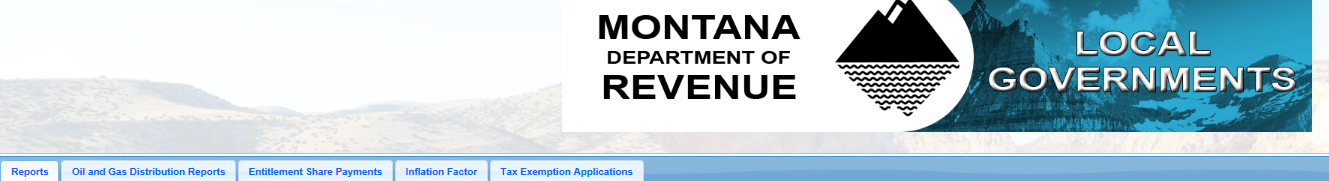 MONTANA
DEPARTMENT OF
REVENUE
LOCAL
GOVERNMENTS
Reports Oil and Gas Distribution Reports Entitlement Share Payments Inflation Factor Tax Exemption Applications